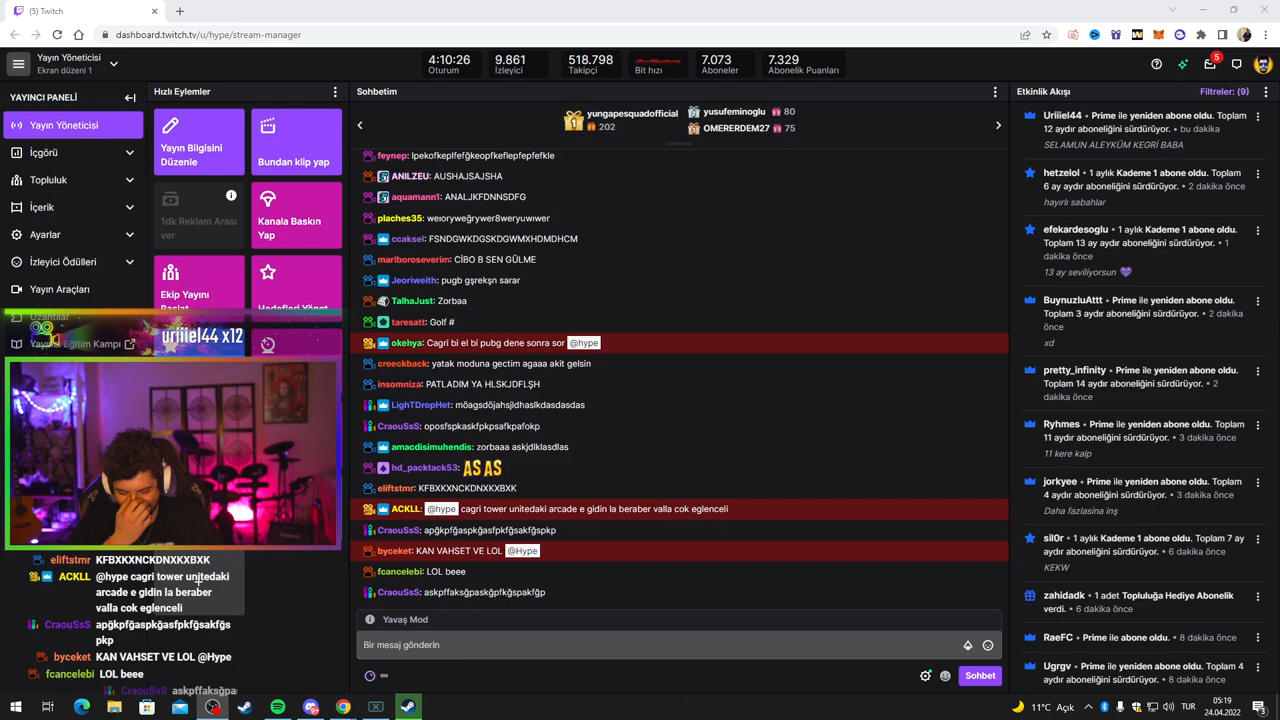 (5) Twitch
dashboard.twitch.tv/u/hype/stream-manager
Yayın Yöneticisi
Ekran düzeni 1
4:10:26
Oturum
9.861
İzleyici
518.798
Takipçi
Bit hızı
7.073
Aboneler
7.329
Abonelik Puanları
5
YAYINCI PANELİ
Yayın Yöneticisi
İçgörü
Topluluk
İçerik
Ayarlar
İzleyici Ödülleri
Yayın Araçları
Uzantılar
Yayıncı Eğitim Kampı
uriiiel44 x12
Hızlı Eylemler
Yayın Bilgisini
Düzenle
Bundan klip yap
1dk Reklam Arası
ver
Kanala Baskın
Yap
Ekip Yayını
Başlat
Hedefleri Yönet
eliftstmr KFBXKXNCKDNXKXBXK
ACKLL @hype cagri tower unitedaki
arcade e gidin la beraber
valla cok eglenceli
CraouSsS apğkpfğaspkğasfpkfğsakfğs
pkp
byceket KAN VAHSET VE LOL @Hype
fcancelebi LOL beee
CraouSsS askpffaksğpa
Sohbetim
1
yungapesquadofficial
202
yusufeminoglu 80
OMERERDEM27 75
feynep: lpekofkeplfefğkeopfkeflepfepfefkle
ANILZEU: AUSHAJSAJSHA
aquamann1: ANALJKFDNNSDFG
plaches35: weıoryweğrywer8weryuwıwer
ccaksel: FSNDGWKDGSKDGWMXHDMDHCM
marlboroseverim: CİBO B SEN GÜLME
Jeoriweith: pugb gşrekşn sarar
TalhaJust: Zorbaa
taresatt: Golf #
okehya: Cagri bi el bi pubg dene sonra sor @hype
creeckback: yatak moduna gectim agaaa akit gelsin
insomniza: PATLADIM YA HLSKJDFLŞH
LighTDropHet: möagsdöjahsjldhaslkdasdasdas
CraouSsS: oposfspkaskfpkpsafkpafokp
amacdisimuhendis: zorbaaa askjdlklasdlas
hd_packtack53: AS AS
eliftstmr: KFBXKXNCKDNXKXBXK
ACKLL: @hype cagri tower unitedaki arcade e gidin la beraber valla cok eglenceli
CraouSsS: apğkpfğaspkğasfpkfğsakfğspkp
byceket: KAN VAHSET VE LOL @Hype
fcancelebi: LOL beee
CraouSsS: askpffaksğpaskğpfkğspakfğp
Yavaş Mod
Bir mesaj gönderin
∞
Sohbet
Etkinlik Akışı
Filtreler: (9)
Uriiiel44 • Prime ile yeniden abone oldu. Toplam
12 aydır aboneliğini sürdürüyor. • bu dakika
SELAMUN ALEYKÜM KEGRİ BABA
hetzelol • 1 aylık Kademe 1 abone oldu. Toplam
6 ay aydır aboneliğini sürdürüyor. • 2 dakika önce
hayırlı sabahlar
efekardesoglu • 1 aylık Kademe 1 abone oldu.
Toplam 13 ay aydır aboneliğini sürdürüyor. • 1
dakika önce
13 ay seviliyorsun 💜
BuynuzluAttt • Prime ile yeniden abone oldu.
Toplam 3 aydır aboneliğini sürdürüyor. • 2 dakika
önce
xd
pretty_infinity • Prime ile yeniden abone oldu.
Toplam 14 aydır aboneliğini sürdürüyor. • 2
dakika önce
Ryhmes • Prime ile yeniden abone oldu. Toplam
11 aydır aboneliğini sürdürüyor. • 3 dakika önce
11 kere kalp
jorkyee • Prime ile yeniden abone oldu. Toplam
4 aydır aboneliğini sürdürüyor. • 3 dakika önce
Daha fazlasina inş
sil0r • 1 aylık Kademe 1 abone oldu. Toplam 7 ay
aydır aboneliğini sürdürüyor. • 6 dakika önce
KEKW
zahidadk • 1 adet Topluluğa Hediye Abonelik
verdi. • 6 dakika önce
RaeFC • Prime ile abone oldu. • 8 dakika önce
Ugrgv • Prime ile yeniden abone oldu. Toplam 4
aydır aboneliğini sürdürüyor. • 8 dakika önce
11°C Açık
TUR
05:19
24.04.2022
3